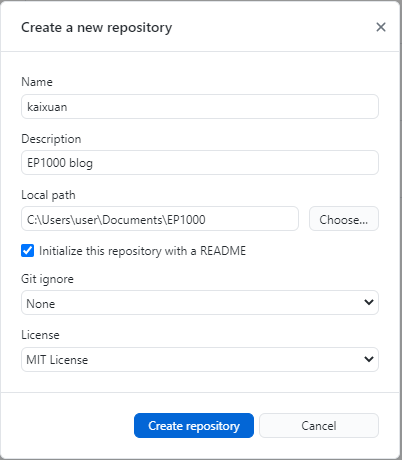 Create a new repository
Name
kaixuan
Description
EP1000 blog
Local path
C:\Users\user\Documents\EP1000
Choose...
Initialize this repository with a README
Git ignore
None
License
MIT License
Create repository
Cancel